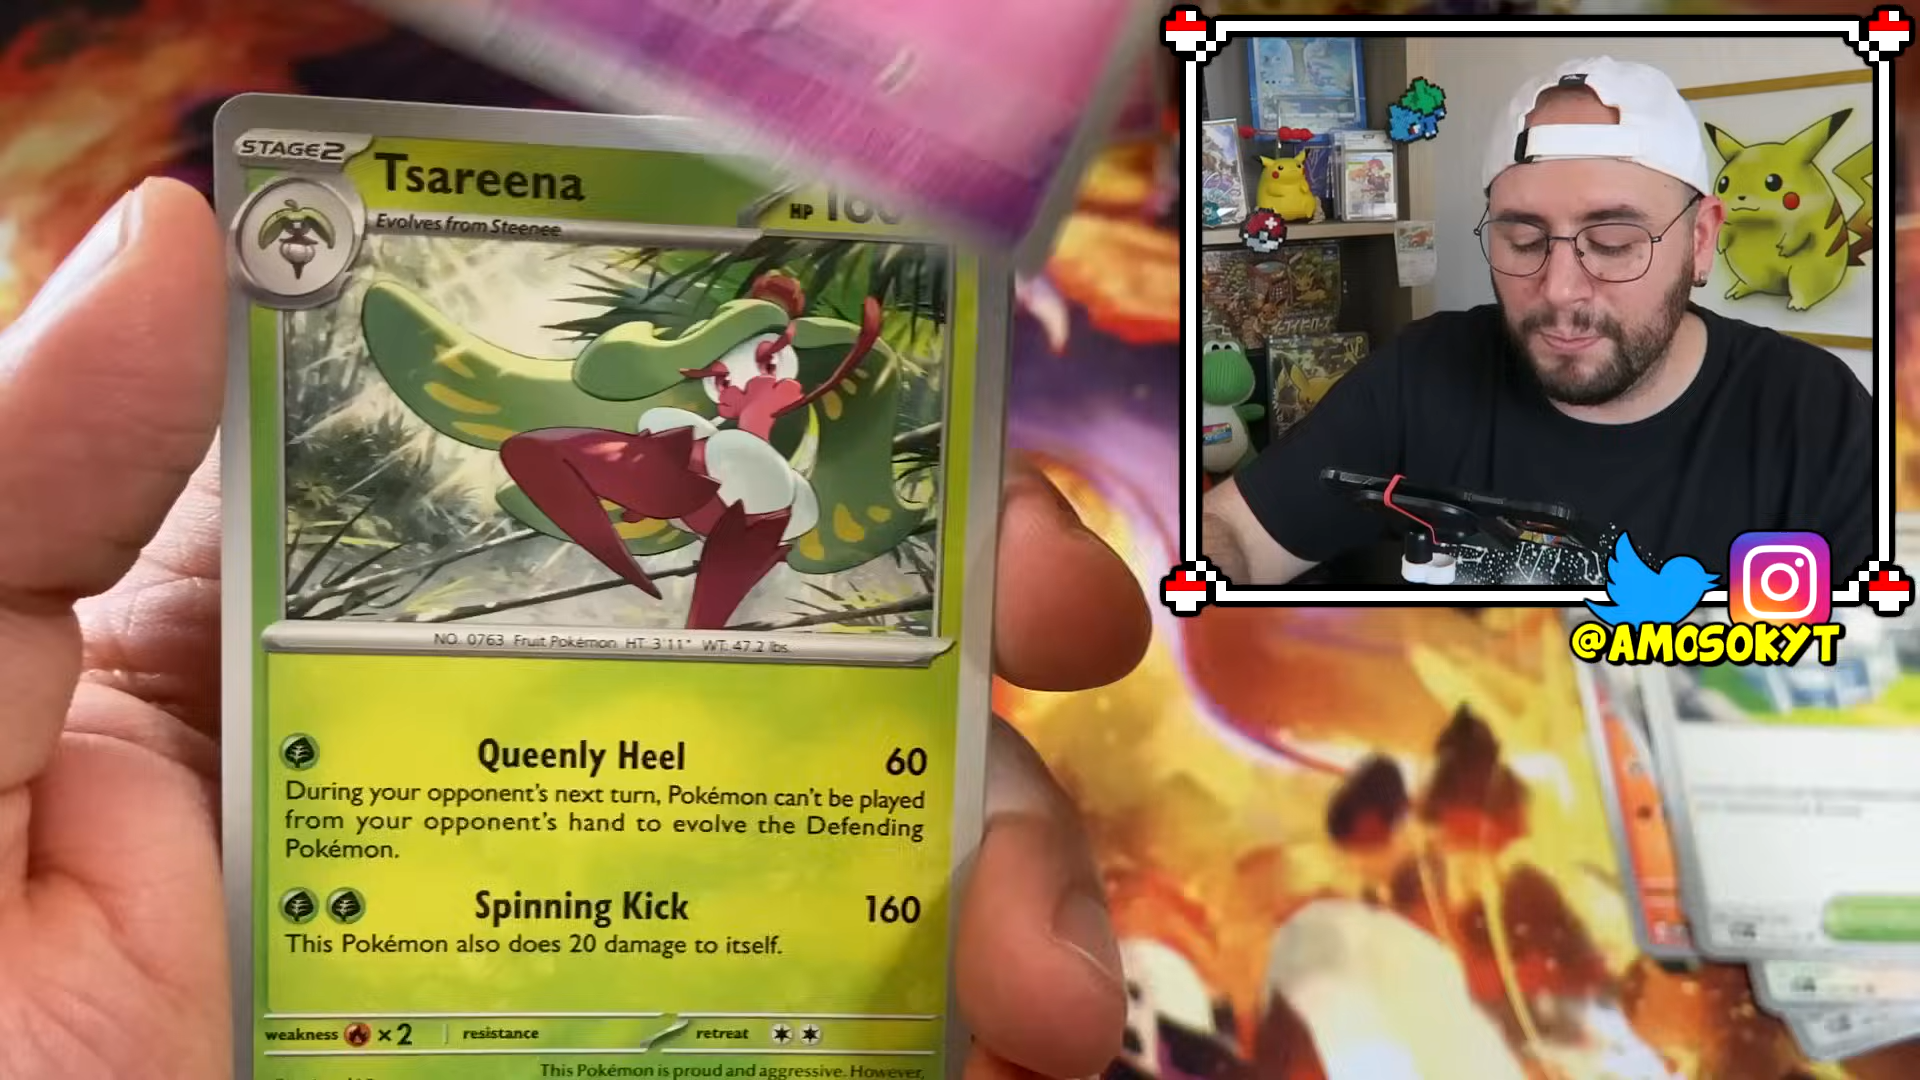 STAGE2
Tsareena
HP
Evolves from Steenee
NO. 0763 Fruit Pokémon HT: 3'11" WT: 47.2 lbs.
Queenly Heel 60
During your opponent's next turn, Pokémon can't be played
from your opponent's hand to evolve the Defending
Pokémon.
Spinning Kick 160
This Pokémon also does 20 damage to itself.
weakness ×2 resistance retreat
This Pokémon is proud and aggressive. However,
@AMOSOKYT